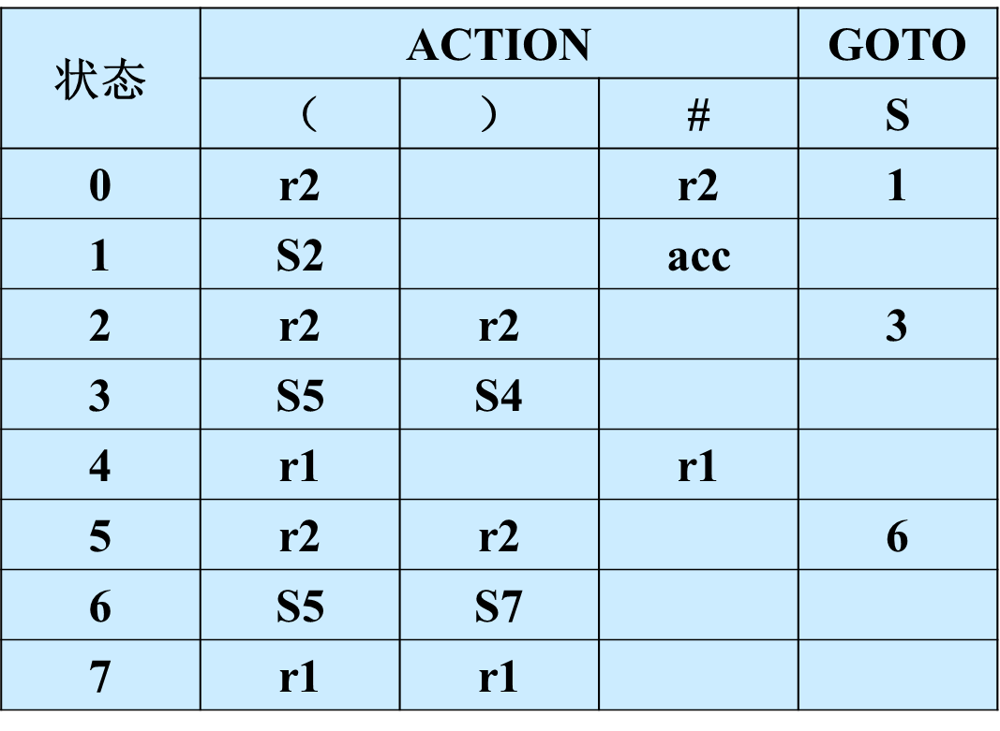 状态 ACTION GOTO
（ ） # S
0 r2 r2 1
1 S2 acc
2 r2 r2 3
3 S5 S4
4 r1 r1
5 r2 r2 6
6 S5 S7
7 r1 r1